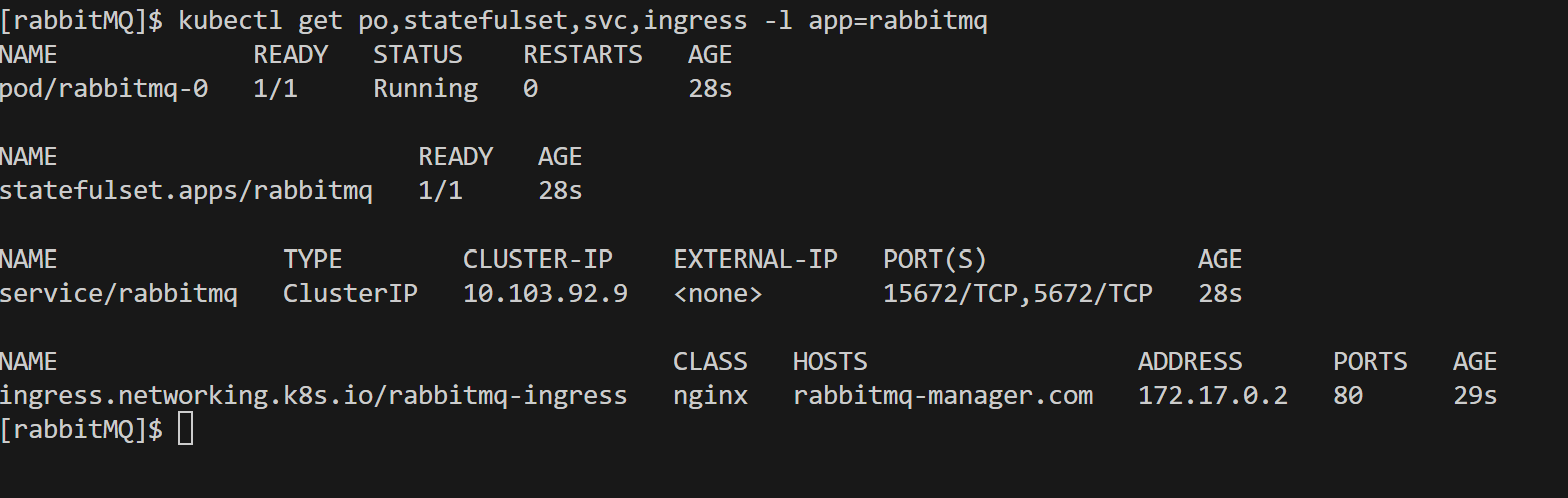 [rabbitMQ]$ kubectl get po,statefulset,svc,ingress -l app=rabbitmq
NAME             READY   STATUS    RESTARTS   AGE
pod/rabbitmq-0   1/1     Running   0          28s

NAME                        READY   AGE
statefulset.apps/rabbitmq   1/1     28s

NAME               TYPE        CLUSTER-IP    EXTERNAL-IP   PORT(S)              AGE
service/rabbitmq   ClusterIP   10.103.92.9   <none>        15672/TCP,5672/TCP   28s

NAME                                         CLASS   HOSTS                  ADDRESS      PORTS   AGE
ingress.networking.k8s.io/rabbitmq-ingress   nginx   rabbitmq-manager.com   172.17.0.2   80      29s
[rabbitMQ]$